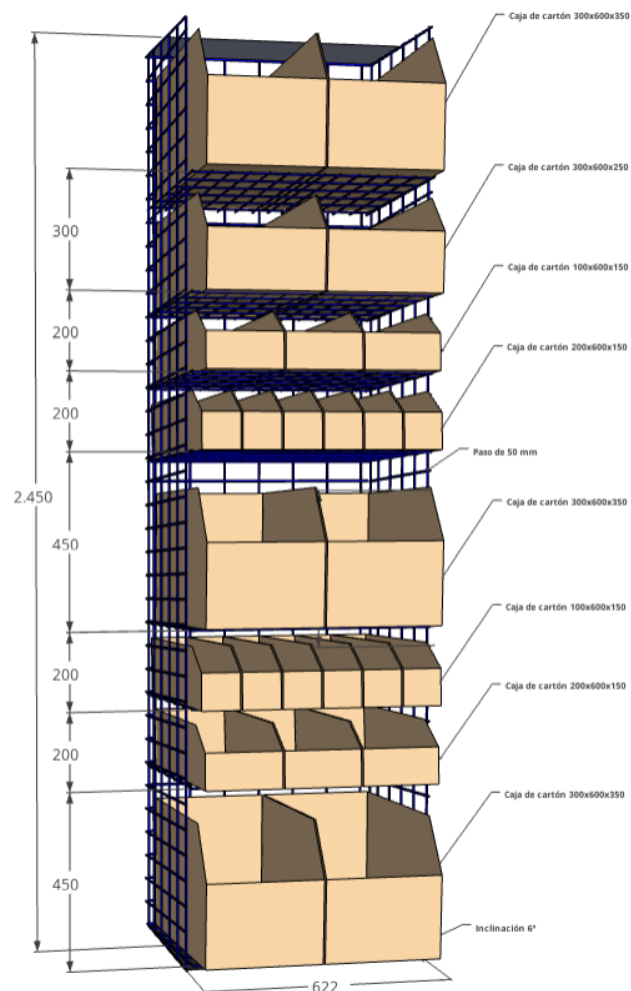 Caja de cartón 300x600x350
Caja de cartón 300x600x250
300
Caja de cartón 100x600x150
200
Caja de cartón 200x600x150
200
Paso de 50 mm
2.450
Caja de cartón 300x600x350
450
Caja de cartón 100x600x150
200
Caja de cartón 200x600x150
200
Caja de cartón 300x600x350
450
Inclinación 6°
622